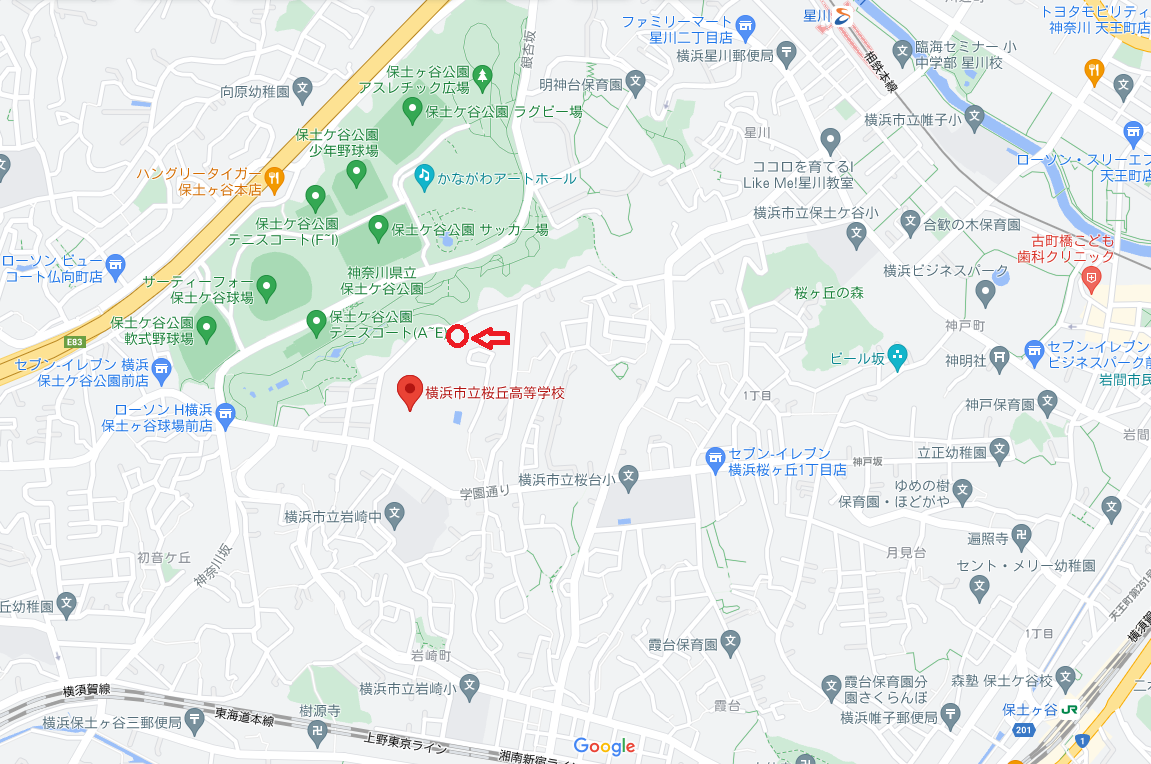 ファミリーマート
星川二丁目店
星川
トヨタモビリティ
神奈川 天王町店
横浜星川郵便局
臨海セミナー 小
中学部 星川校
相鉄本線
保土ヶ谷公園
アスレチック広場
明神台保育園
向原幼稚園
保土ケ谷公園 ラグビー場
横浜市立帷子小
星川
保土ケ谷公園
少年野球場
ココロを育てる!
Like Me!星川教室
ローソン・スリーエフ
天王町店
ハングリータイガー
保土ヶ谷本店
かながわアートホール
横浜市立保土ケ谷小
保土ケ谷公園
テニスコート(F~I)
保土ケ谷公園 サッカー場
合歓の木保育園
古町橋こども
歯科クリニック
ローソン ビュー
コート仏向町店
サーティーフォー
保土ケ谷球場
神奈川県立
保土ケ谷公園
横浜ビジネスパーク
桜ヶ丘の森
保土ケ谷公園
軟式野球場
保土ケ谷公園
テニスコート(A~E)
神戸町
E83
セブン-イレブン 横浜
保土ケ谷公園前店
ビール坂
神明社
セブン-イレブン
ビジネスパーク前
岩間市民
横浜市立桜丘高等学校
1丁目
神戸保育園
ローソン H横浜
保土ヶ谷球場前店
岩間
セブン-イレブン
横浜桜ヶ丘1丁目店
神戸坂
立正幼稚園
横浜市立桜台小
学園通り
ゆめの樹
保育園・ほどがや
横浜市立岩崎中
遍照寺
月見台
初音ケ丘
神奈川坂
セント・メリー幼稚園
天王町第251号
丘幼稚園
1丁目
横須賀
霞台保育園
岩崎町
横須賀線
横浜市立岩崎小
霞台保育園分
園さくらんぼ
森塾 保土ケ谷校
霞台
保土ヶ谷
JR
横浜帷子郵便局
東海道本線
樹源寺
横浜保土ヶ谷三郵便局
上野東京ライン
湘南新宿ライ
Google
201
1